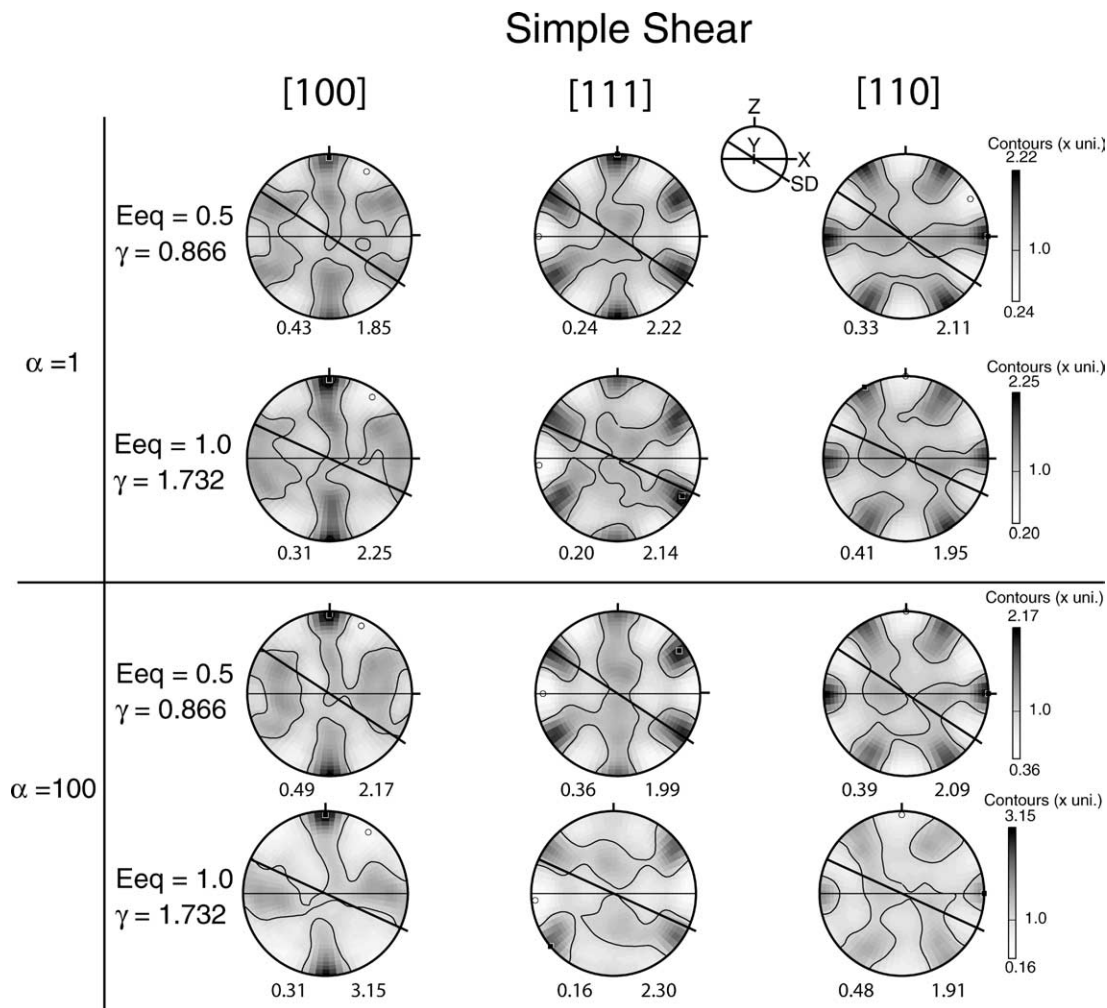 Simple Shear
[100]
[111]
[110]
Z
Y
X
SD
α =1
Eeq = 0.5
γ = 0.866
0.43 1.85
0.24 2.22
0.33 2.11
Contours (x uni.)
2.22
1.0
0.24
Eeq = 1.0
γ = 1.732
0.31 2.25
0.20 2.14
0.41 1.95
Contours (x uni.)
2.25
1.0
0.20
α =100
Eeq = 0.5
γ = 0.866
0.49 2.17
0.36 1.99
0.39 2.09
Contours (x uni.)
2.17
1.0
0.36
Eeq = 1.0
γ = 1.732
0.31 3.15
0.16 2.30
0.48 1.91
Contours (x uni.)
3.15
1.0
0.16